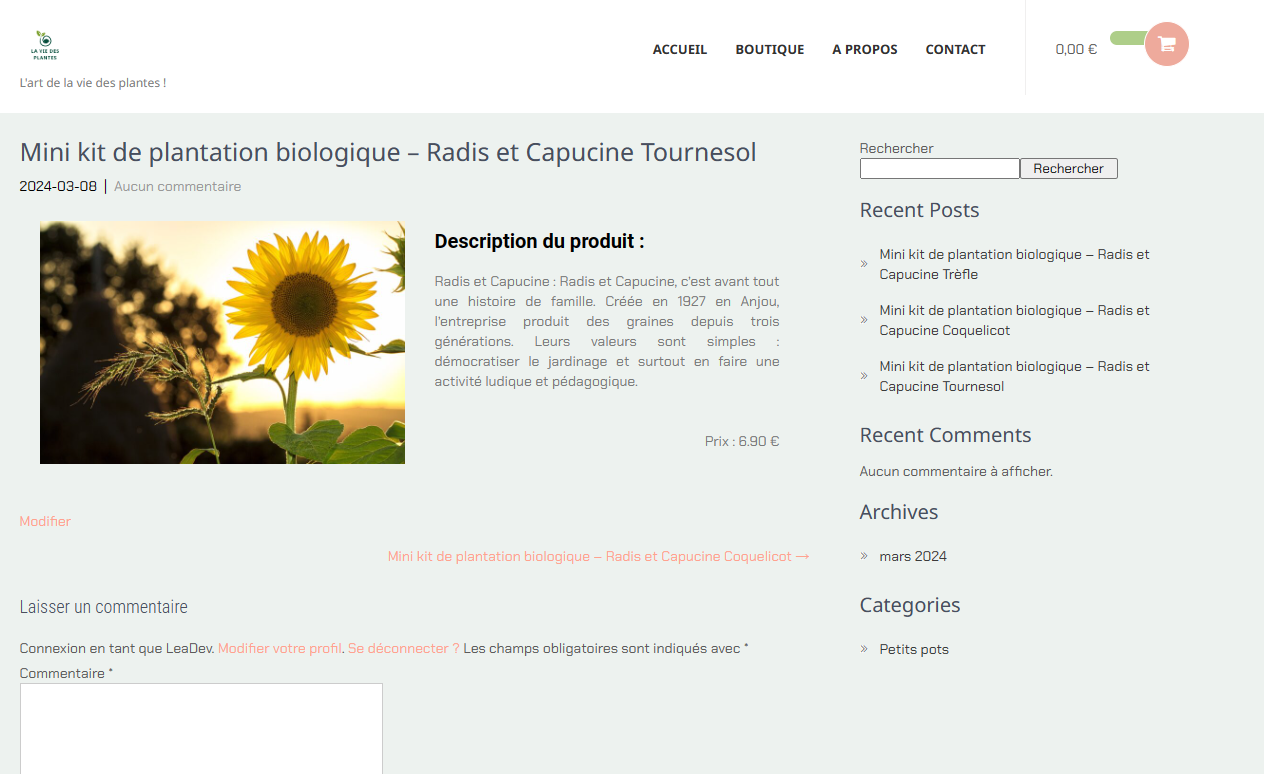 LA VIE DES
PLANTES
L'art de la vie des plantes !
ACCUEIL BOUTIQUE A PROPOS CONTACT
0,00 €
Mini kit de plantation biologique – Radis et Capucine Tournesol
2024-03-08 | Aucun commentaire
Description du produit :
Radis et Capucine : Radis et Capucine, c'est avant tout
une histoire de famille. Créée en 1927 en Anjou,
l'entreprise produit des graines depuis trois
générations. Leurs valeurs sont simples :
démocratiser le jardinage et surtout en faire une
activité ludique et pédagogique.
Prix : 6.90 €
Modifier
Mini kit de plantation biologique – Radis et Capucine Coquelicot →
Laisser un commentaire
Connexion en tant que LeaDev. Modifier votre profil. Se déconnecter ? Les champs obligatoires sont indiqués avec *
Commentaire *
Rechercher
Rechercher
Recent Posts
» Mini kit de plantation biologique – Radis et
Capucine Trèfle
» Mini kit de plantation biologique – Radis et
Capucine Coquelicot
» Mini kit de plantation biologique – Radis et
Capucine Tournesol
Recent Comments
Aucun commentaire à afficher.
Archives
» mars 2024
Categories
» Petits pots